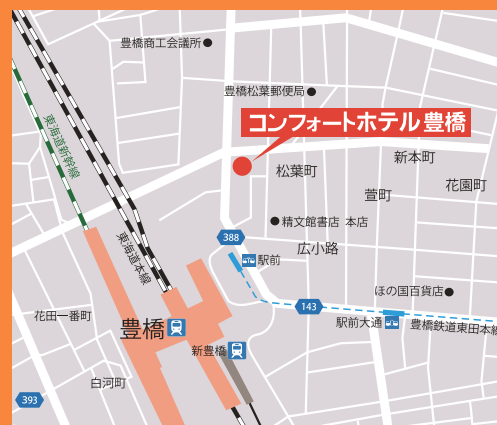 豊橋商工会議所
豊橋松葉郵便局
コンフォートホテル豊橋
新本町
松葉町
花園町
萱町
東海道新幹線
精文館書店 本店
388
広小路
東海道本線
駅前
ほの国百貨店
143
花田一番町
豊橋
駅前大通
豊橋鉄道東田本線
新豊橋
白河町
393